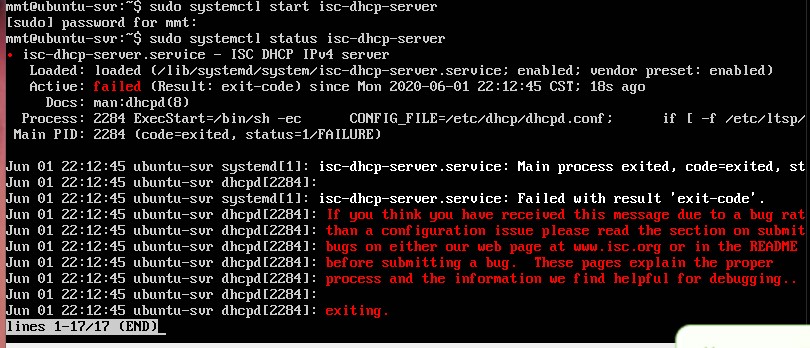 mmt@ubuntu-svr:~$ sudo systemctl start isc-dhcp-server
[sudo] password for mmt:
mmt@ubuntu-svr:~$ sudo systemctl status isc-dhcp-server
• isc-dhcp-server.service - ISC DHCP IPv4 server
Loaded: loaded (/lib/systemd/system/isc-dhcp-server.service; enabled; vendor preset: enabled)
Active: failed (Result: exit-code) since Mon 2020-06-01 22:12:45 CST; 18s ago
Docs: man:dhcpd(8)
Process: 2284 ExecStart=/bin/sh -ec CONFIG_FILE=/etc/dhcp/dhcpd.conf; if [ -f /etc/ltsp/
Main PID: 2284 (code=exited, status=1/FAILURE)
Jun 01 22:12:45 ubuntu-svr systemd[1]: isc-dhcp-server.service: Main process exited, code=exited, st
Jun 01 22:12:45 ubuntu-svr dhcpd[2284]:
Jun 01 22:12:45 ubuntu-svr systemd[1]: isc-dhcp-server.service: Failed with result 'exit-code'.
Jun 01 22:12:45 ubuntu-svr dhcpd[2284]: If you think you have received this message due to a bug rat
Jun 01 22:12:45 ubuntu-svr dhcpd[2284]: than a configuration issue please read the section on submit
Jun 01 22:12:45 ubuntu-svr dhcpd[2284]: bugs on either our web page at www.isc.org or in the README
Jun 01 22:12:45 ubuntu-svr dhcpd[2284]: before submitting a bug. These pages explain the proper
Jun 01 22:12:45 ubuntu-svr dhcpd[2284]: process and the information we find helpful for debugging..
Jun 01 22:12:45 ubuntu-svr dhcpd[2284]:
Jun 01 22:12:45 ubuntu-svr dhcpd[2284]: exiting.
lines 1-17/17 (END)